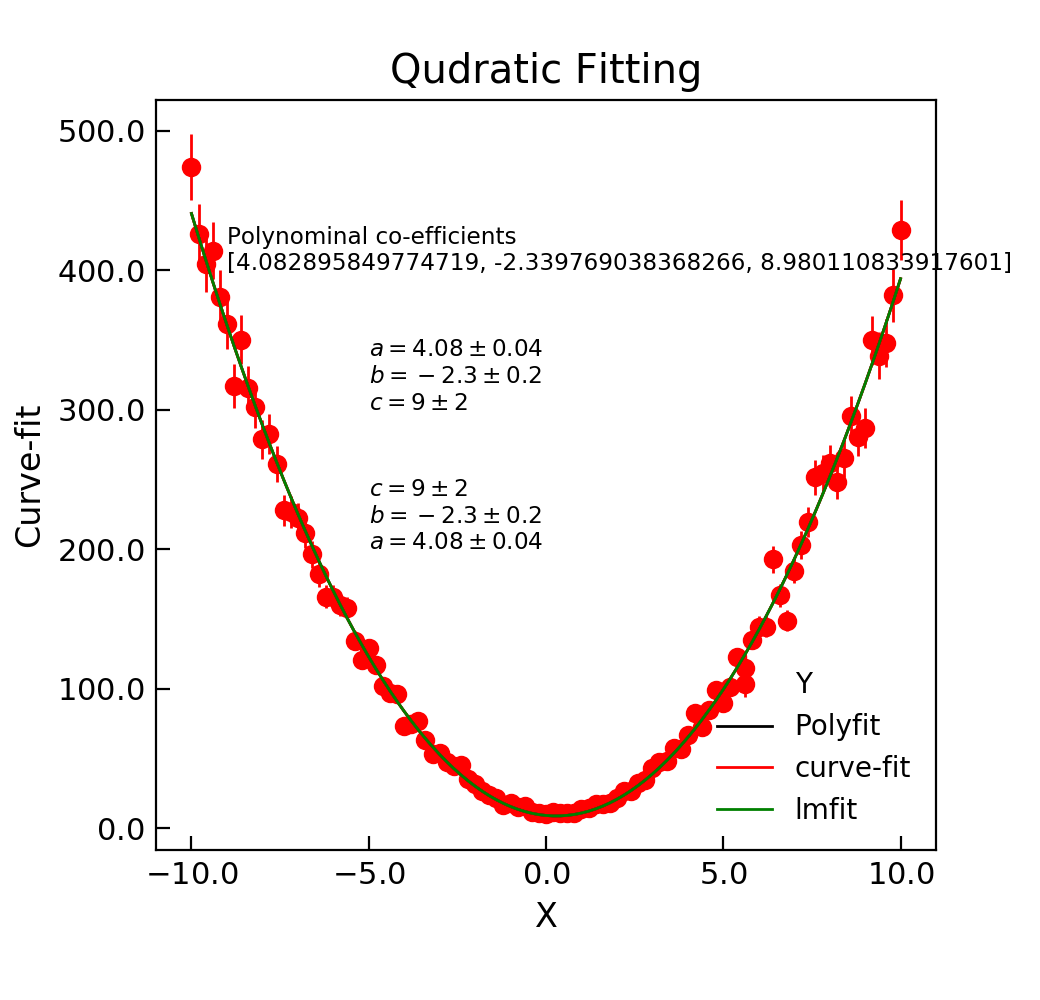 Qudratic Fitting
500.0
400.0
300.0
200.0
100.0
0.0
Curve-fit
Polynominal co-efficients
[4.082895849774719, -2.339769038368266, 8.980110833917601]
a = 4.08 ± 0.04
b = − 2.3 ± 0.2
c = 9 ± 2
c = 9 ± 2
b = − 2.3 ± 0.2
a = 4.08 ± 0.04
Y
Polyfit
curve-fit
lmfit
−10.0 −5.0 0.0 5.0 10.0
X